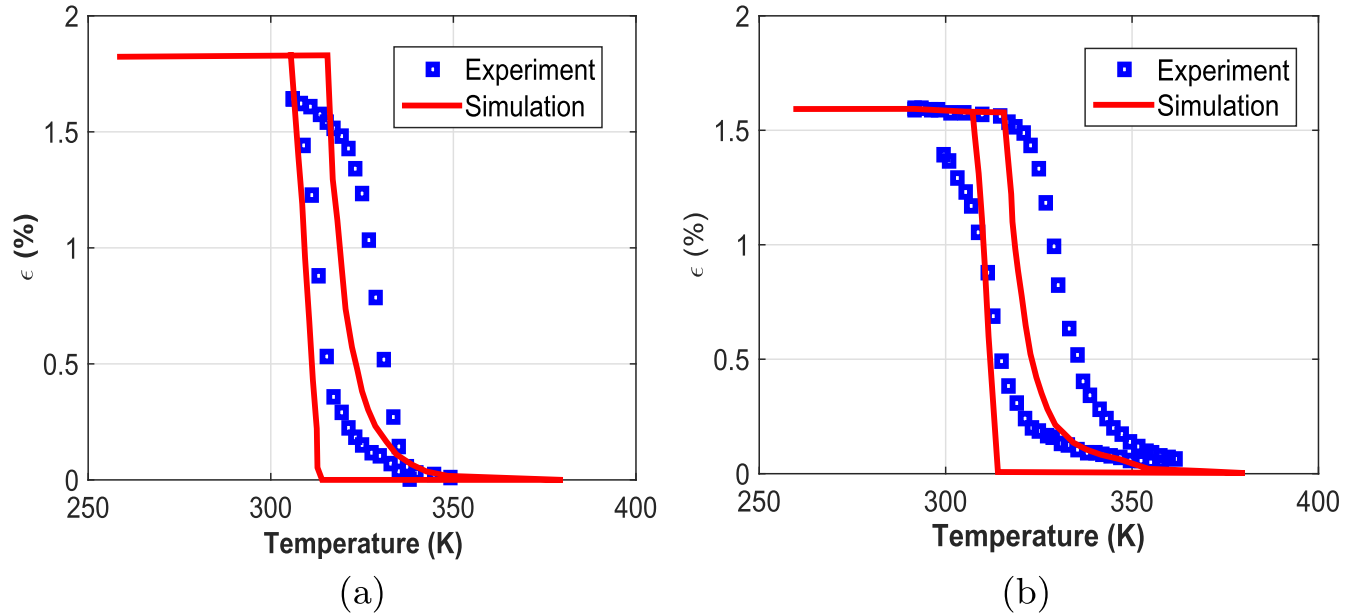 2
1.5
1
0.5
0
ϵ (%)
250
300
350
400
Temperature (K)
Experiment
Simulation
(a)
2
1.5
1
0.5
0
ϵ (%)
250
300
350
400
Temperature (K)
Experiment
Simulation
(b)